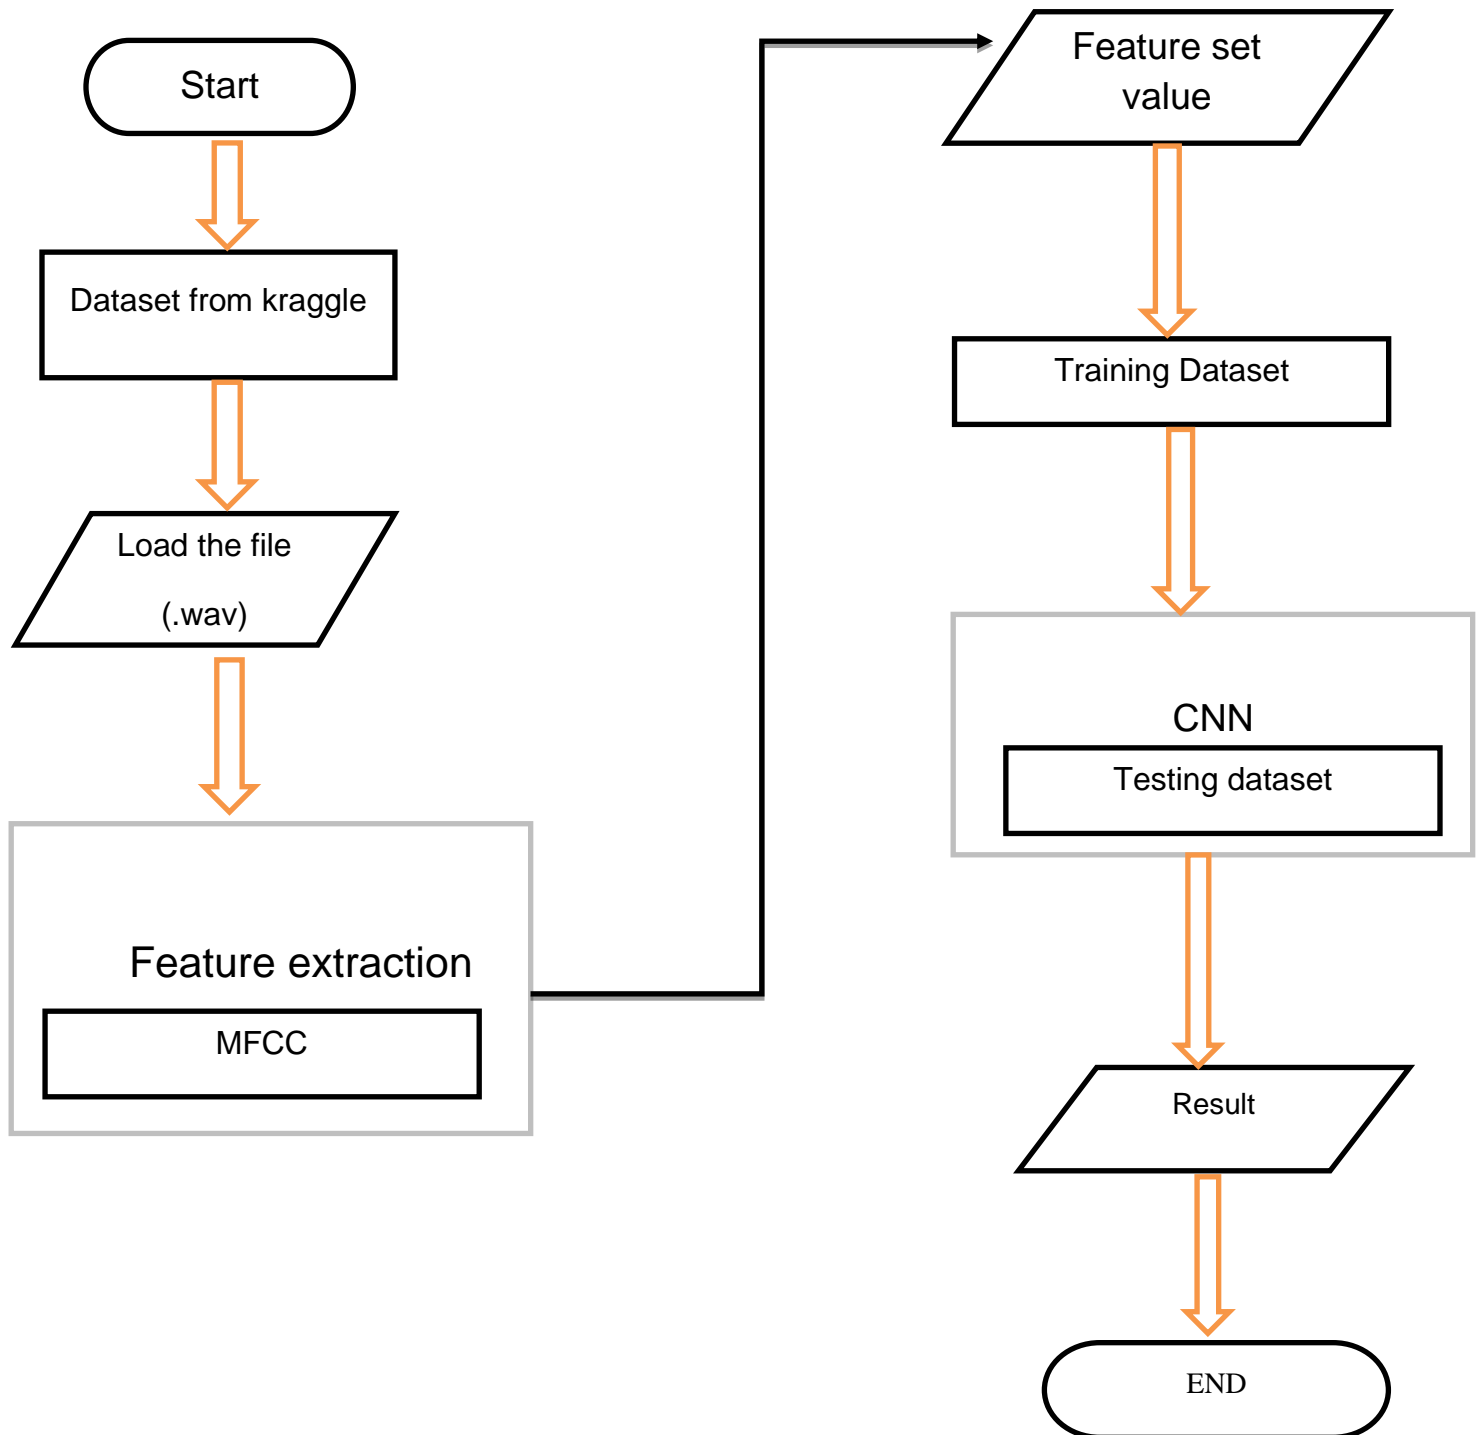 Start
Dataset from kraggle
Load the file
(.wav)
Feature extraction
MFCC
Feature set
value
Training Dataset
CNN
Testing dataset
Result
END